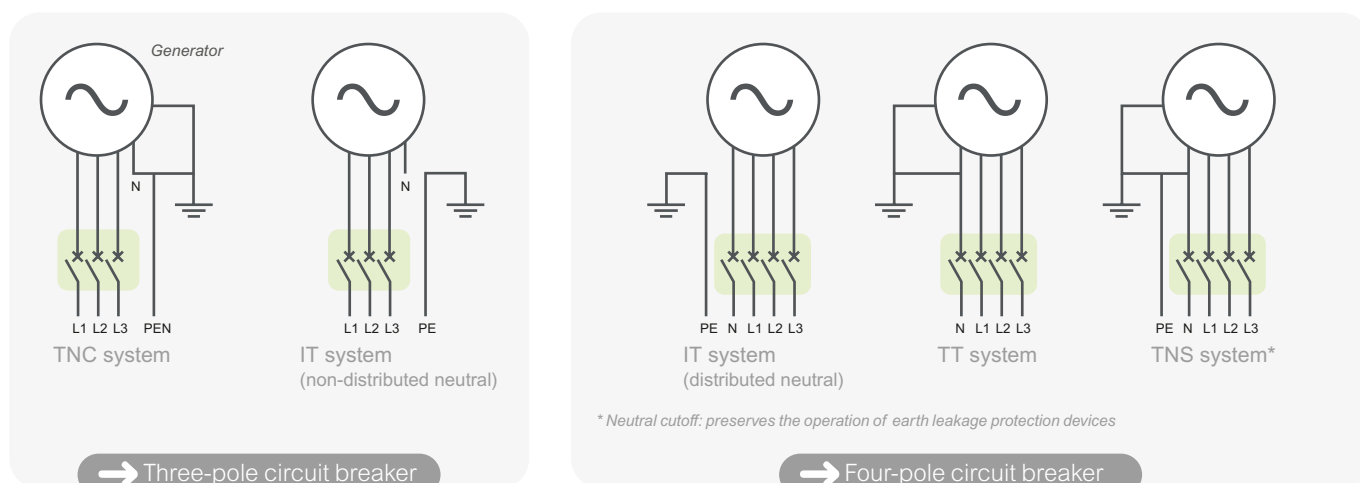 Generator
N
L1 L2 L3 PEN
TNC system
N
L1 L2 L3 PE
IT system
(non-distributed neutral)
Three-pole circuit breaker
PE N L1 L2 L3
IT system
(distributed neutral)
N L1 L2 L3
TT system
PE N L1 L2 L3
TNS system*
* Neutral cutoff: preserves the operation of earth leakage protection devices
Four-pole circuit breaker